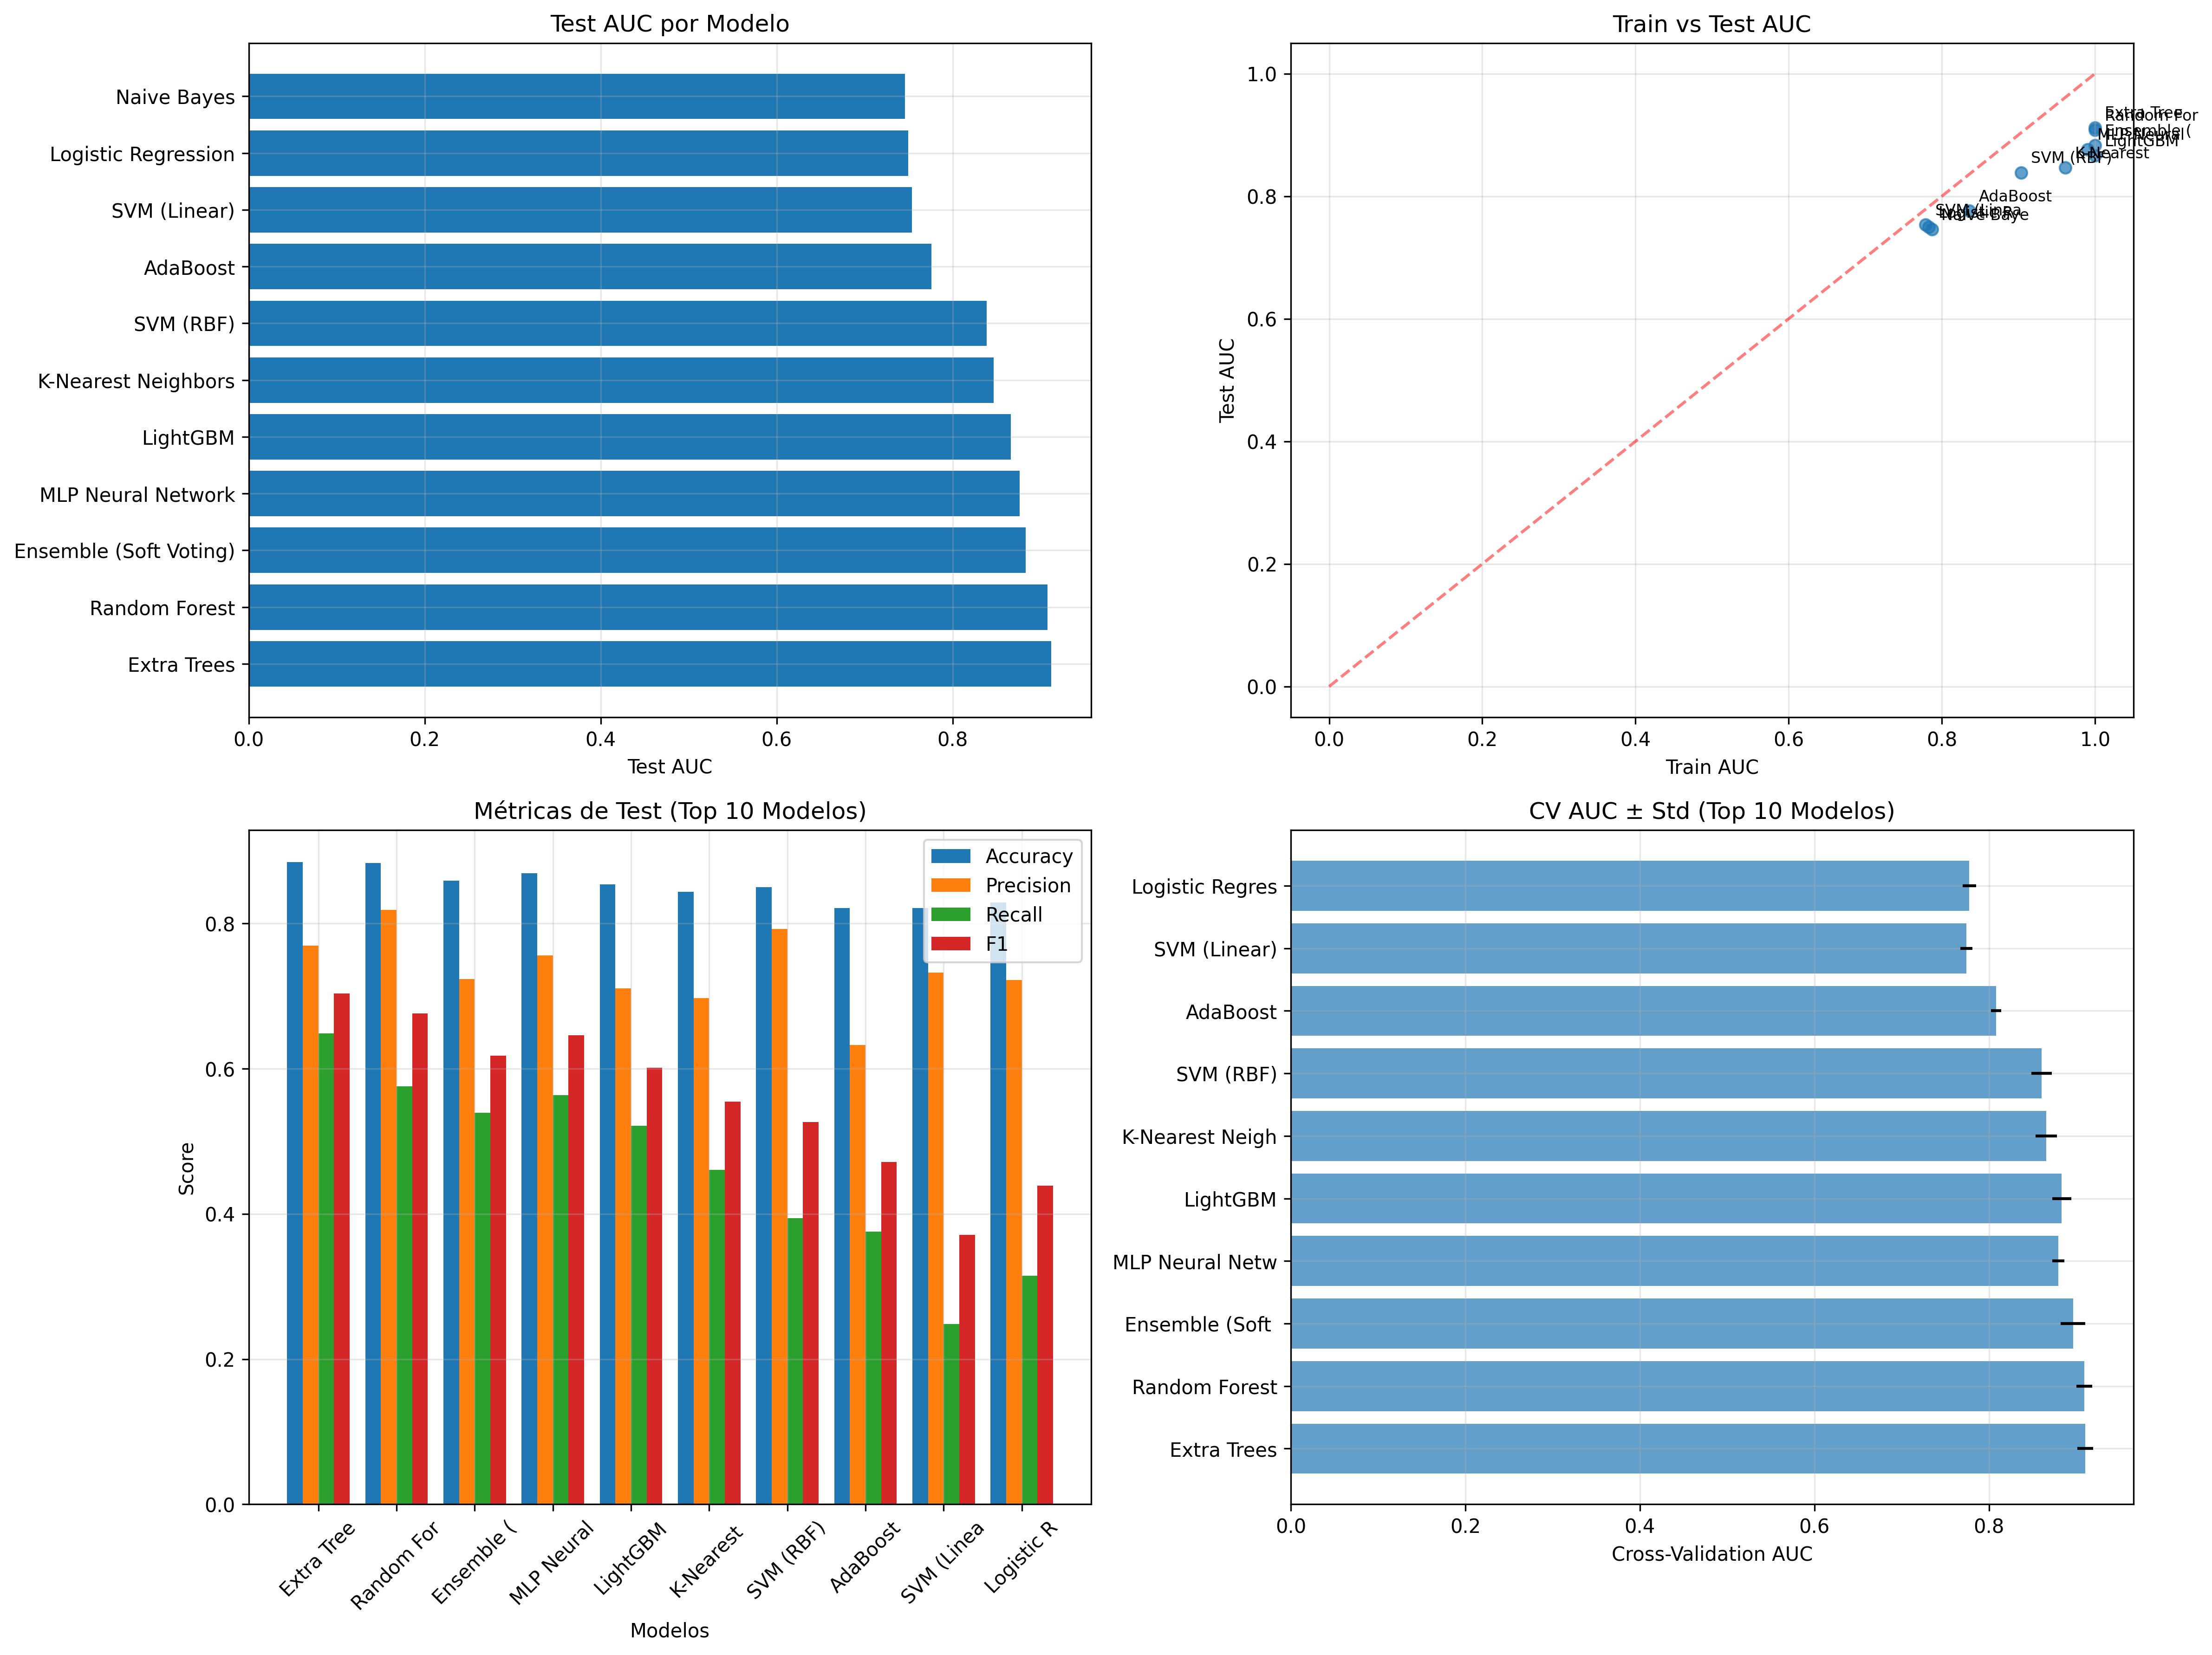 Test AUC por Modelo
Naive Bayes
Logistic Regression
SVM (Linear)
AdaBoost
SVM (RBF)
K-Nearest Neighbors
LightGBM
MLP Neural Network
Ensemble (Soft Voting)
Random Forest
Extra Trees
0.0 0.2 0.4 0.6 0.8
Test AUC
Train vs Test AUC
1.0
0.8
0.6
0.4
0.2
0.0
Test AUC
Extra Tree
Random For
Ensemble (
MLP Neural
LightGBM
K-Nearest
SVM (RBF)
AdaBoost
SVM (Linea
Naive Baye
0.0 0.2 0.4 0.6 0.8 1.0
Train AUC
Métricas de Test (Top 10 Modelos)
Accuracy
Precision
Recall
F1
0.8
0.6
0.4
0.2
0.0
Score
Extra Tree
Random For
Ensemble (
MLP Neural
LightGBM
K-Nearest
SVM (RBF)
AdaBoost
SVM (Linea
Logistic R
Modelos
CV AUC ± Std (Top 10 Modelos)
Logistic Regres
SVM (Linear)
AdaBoost
SVM (RBF)
K-Nearest Neigh
LightGBM
MLP Neural Netw
Ensemble (Soft
Random Forest
Extra Trees
0.0 0.2 0.4 0.6 0.8
Cross-Validation AUC